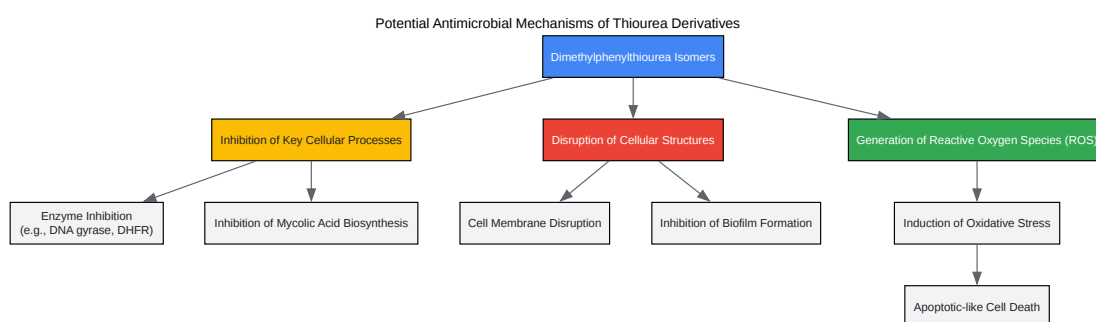 Potential Antimicrobial Mechanisms of Thiourea Derivatives
Dimethylphenylthiourea Isomers
Inhibition of Key Cellular Processes
Disruption of Cellular Structures
Generation of Reactive Oxygen Species (ROS)
Enzyme Inhibition
(e.g., DNA gyrase, DHFR)
Inhibition of Mycolic Acid Biosynthesis
Cell Membrane Disruption
Inhibition of Biofilm Formation
Induction of Oxidative Stress
Apoptotic-like Cell Death